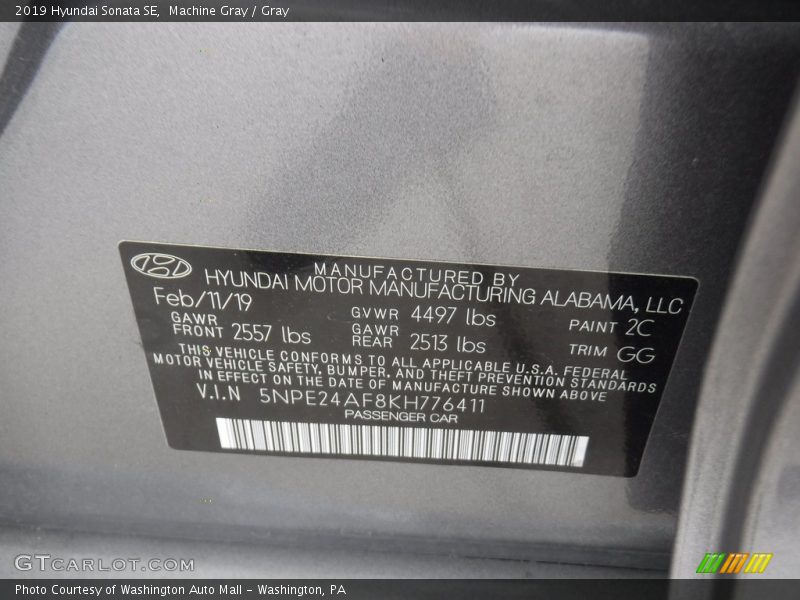 2019 Hyundai Sonata SE, Machine Gray / Gray
MANUFACTURED BY
HYUNDAI MOTOR MANUFACTURING ALABAMA, LLC
Feb/11/19 GVWR 4497 lbs PAINT 2C
GAWR FRONT 2557 lbs GAWR REAR 2513 lbs TRIM GG
THIS VEHICLE CONFORMS TO ALL APPLICABLE U.S.A. FEDERAL
MOTOR VEHICLE SAFETY, BUMPER, AND THEFT PREVENTION STANDARDS
IN EFFECT ON THE DATE OF MANUFACTURE SHOWN ABOVE
V.I.N 5NPE24AF8KH776411
PASSENGER CAR
GTCARLOT.COM
Photo Courtesy of Washington Auto Mall - Washington, PA